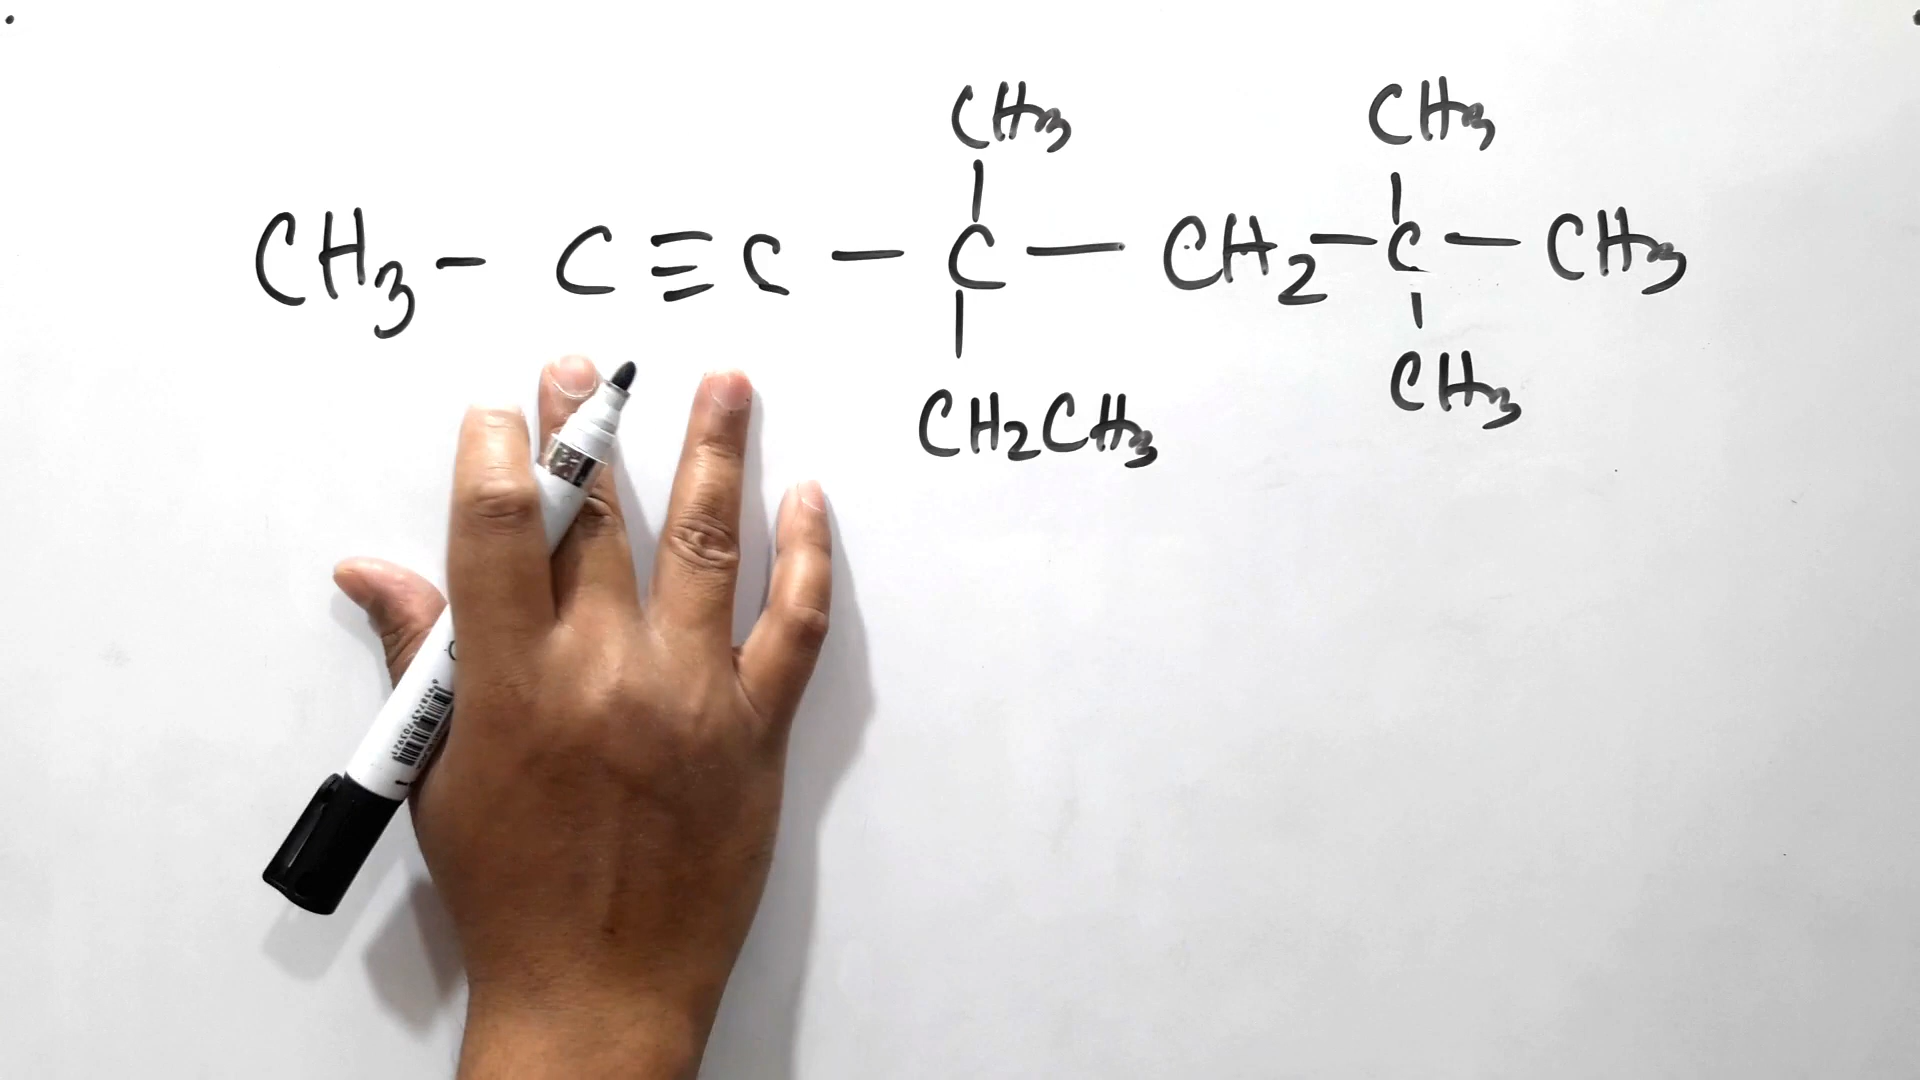 CH3 CH3
CH3 - C ≡ C - C - CH2 - C - CH3
CH2CH3 CH3